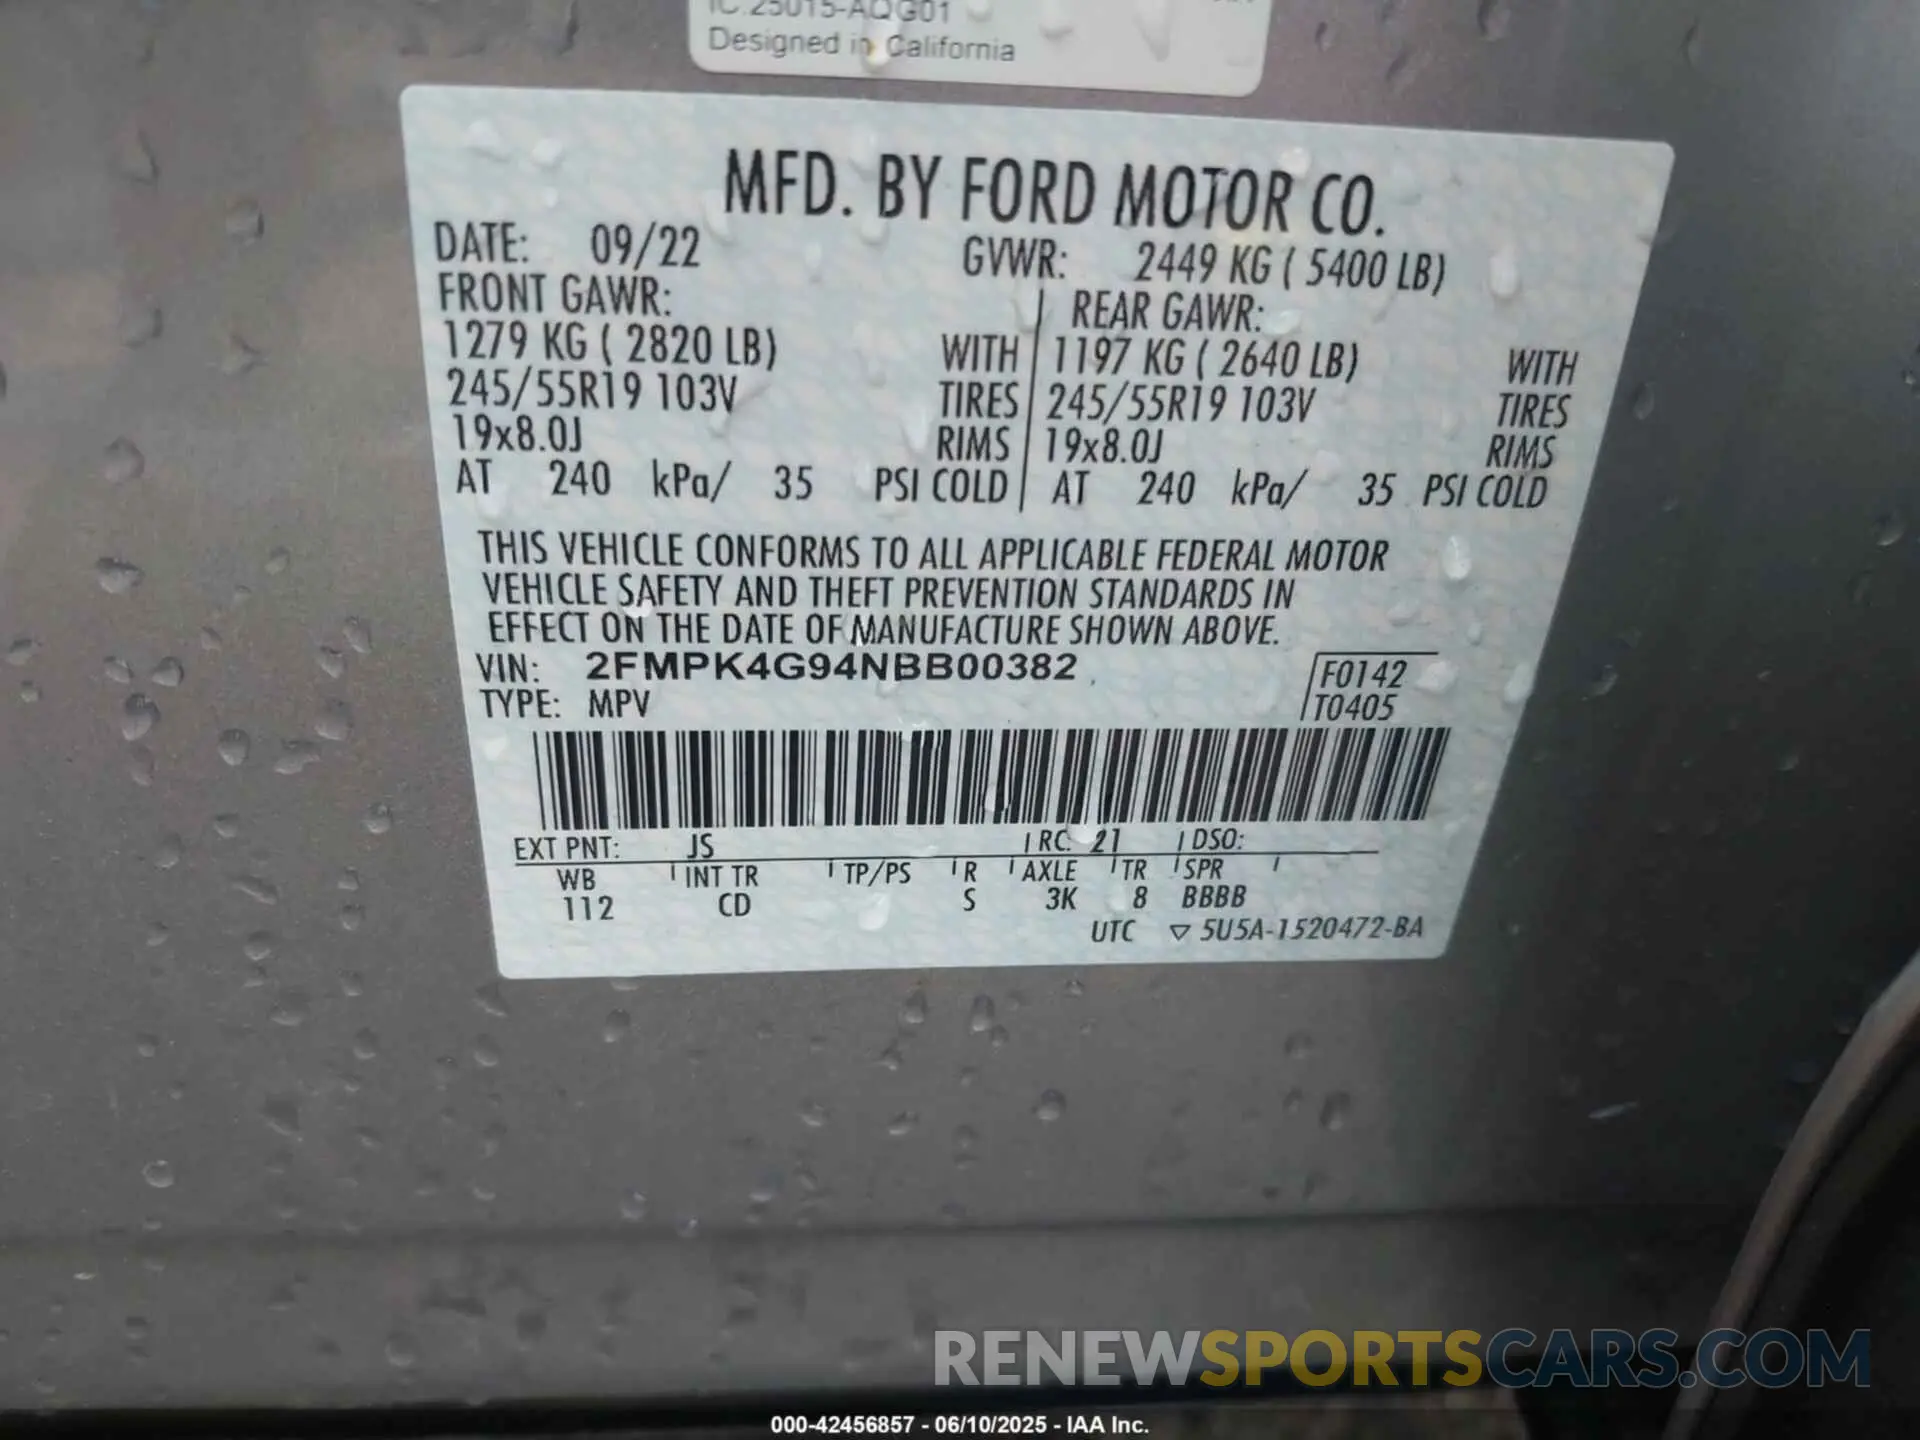 IC:25015-AQG01
Designed in California
MFD. BY FORD MOTOR CO.
DATE: 09/22 GVWR: 2449 KG ( 5400 LB)
FRONT GAWR: REAR GAWR:
1279 KG ( 2820 LB) WITH 1197 KG ( 2640 LB) WITH
245/55R19 103V TIRES 245/55R19 103V TIRES
19x8.0J RIMS 19x8.0J RIMS
AT 240 kPa/ 35 PSI COLD AT 240 kPa/ 35 PSI COLD
THIS VEHICLE CONFORMS TO ALL APPLICABLE FEDERAL MOTOR
VEHICLE SAFETY AND THEFT PREVENTION STANDARDS IN
EFFECT ON THE DATE OF MANUFACTURE SHOWN ABOVE.
VIN: 2FMPK4G94NBB00382 F0142
TYPE: MPV T0405
EXT PNT: JS RC: 21 DSO:
WB INT TR TP/PS R AXLE TR SPR
112 CD S 3K 8 BBBB
UTC ▽ 5U5A-1520472-BA
RENEWSPORTSCARS.COM
000-42456857 - 06/10/2025 - IAA Inc.